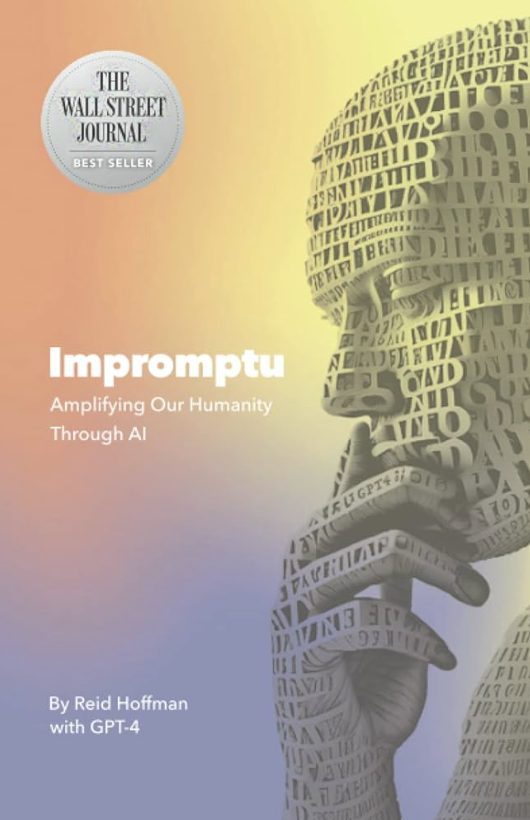 THE
WALL STREET
JOURNAL
BEST SELLER
Impromptu
Amplifying Our Humanity
Through AI
By Reid Hoffman
with GPT-4